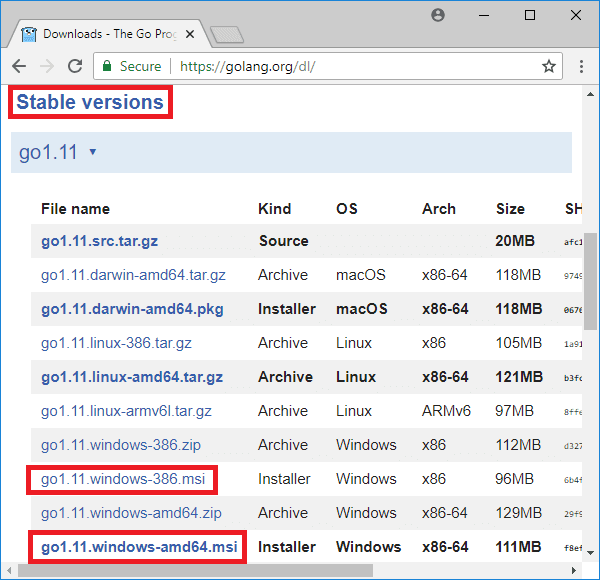 Downloads - The Go Prog
Secure https://golang.org/dl/
Stable versions
go1.11
File name Kind OS Arch Size SH
go1.11.src.tar.gz Source 20MB afc1
go1.11.darwin-amd64.tar.gz Archive macOS x86-64 118MB 9749
go1.11.darwin-amd64.pkg Installer macOS x86-64 118MB 0670
go1.11.linux-386.tar.gz Archive Linux x86 105MB 1a91
go1.11.linux-amd64.tar.gz Archive Linux x86-64 121MB b3fc
go1.11.linux-armv6l.tar.gz Archive Linux ARMv6 97MB 8ffe
go1.11.windows-386.zip Archive Windows x86 112MB d327
go1.11.windows-386.msi Installer Windows x86 96MB 6b4f
go1.11.windows-amd64.zip Archive Windows x86-64 129MB 29f9
go1.11.windows-amd64.msi Installer Windows x86-64 111MB f8ef